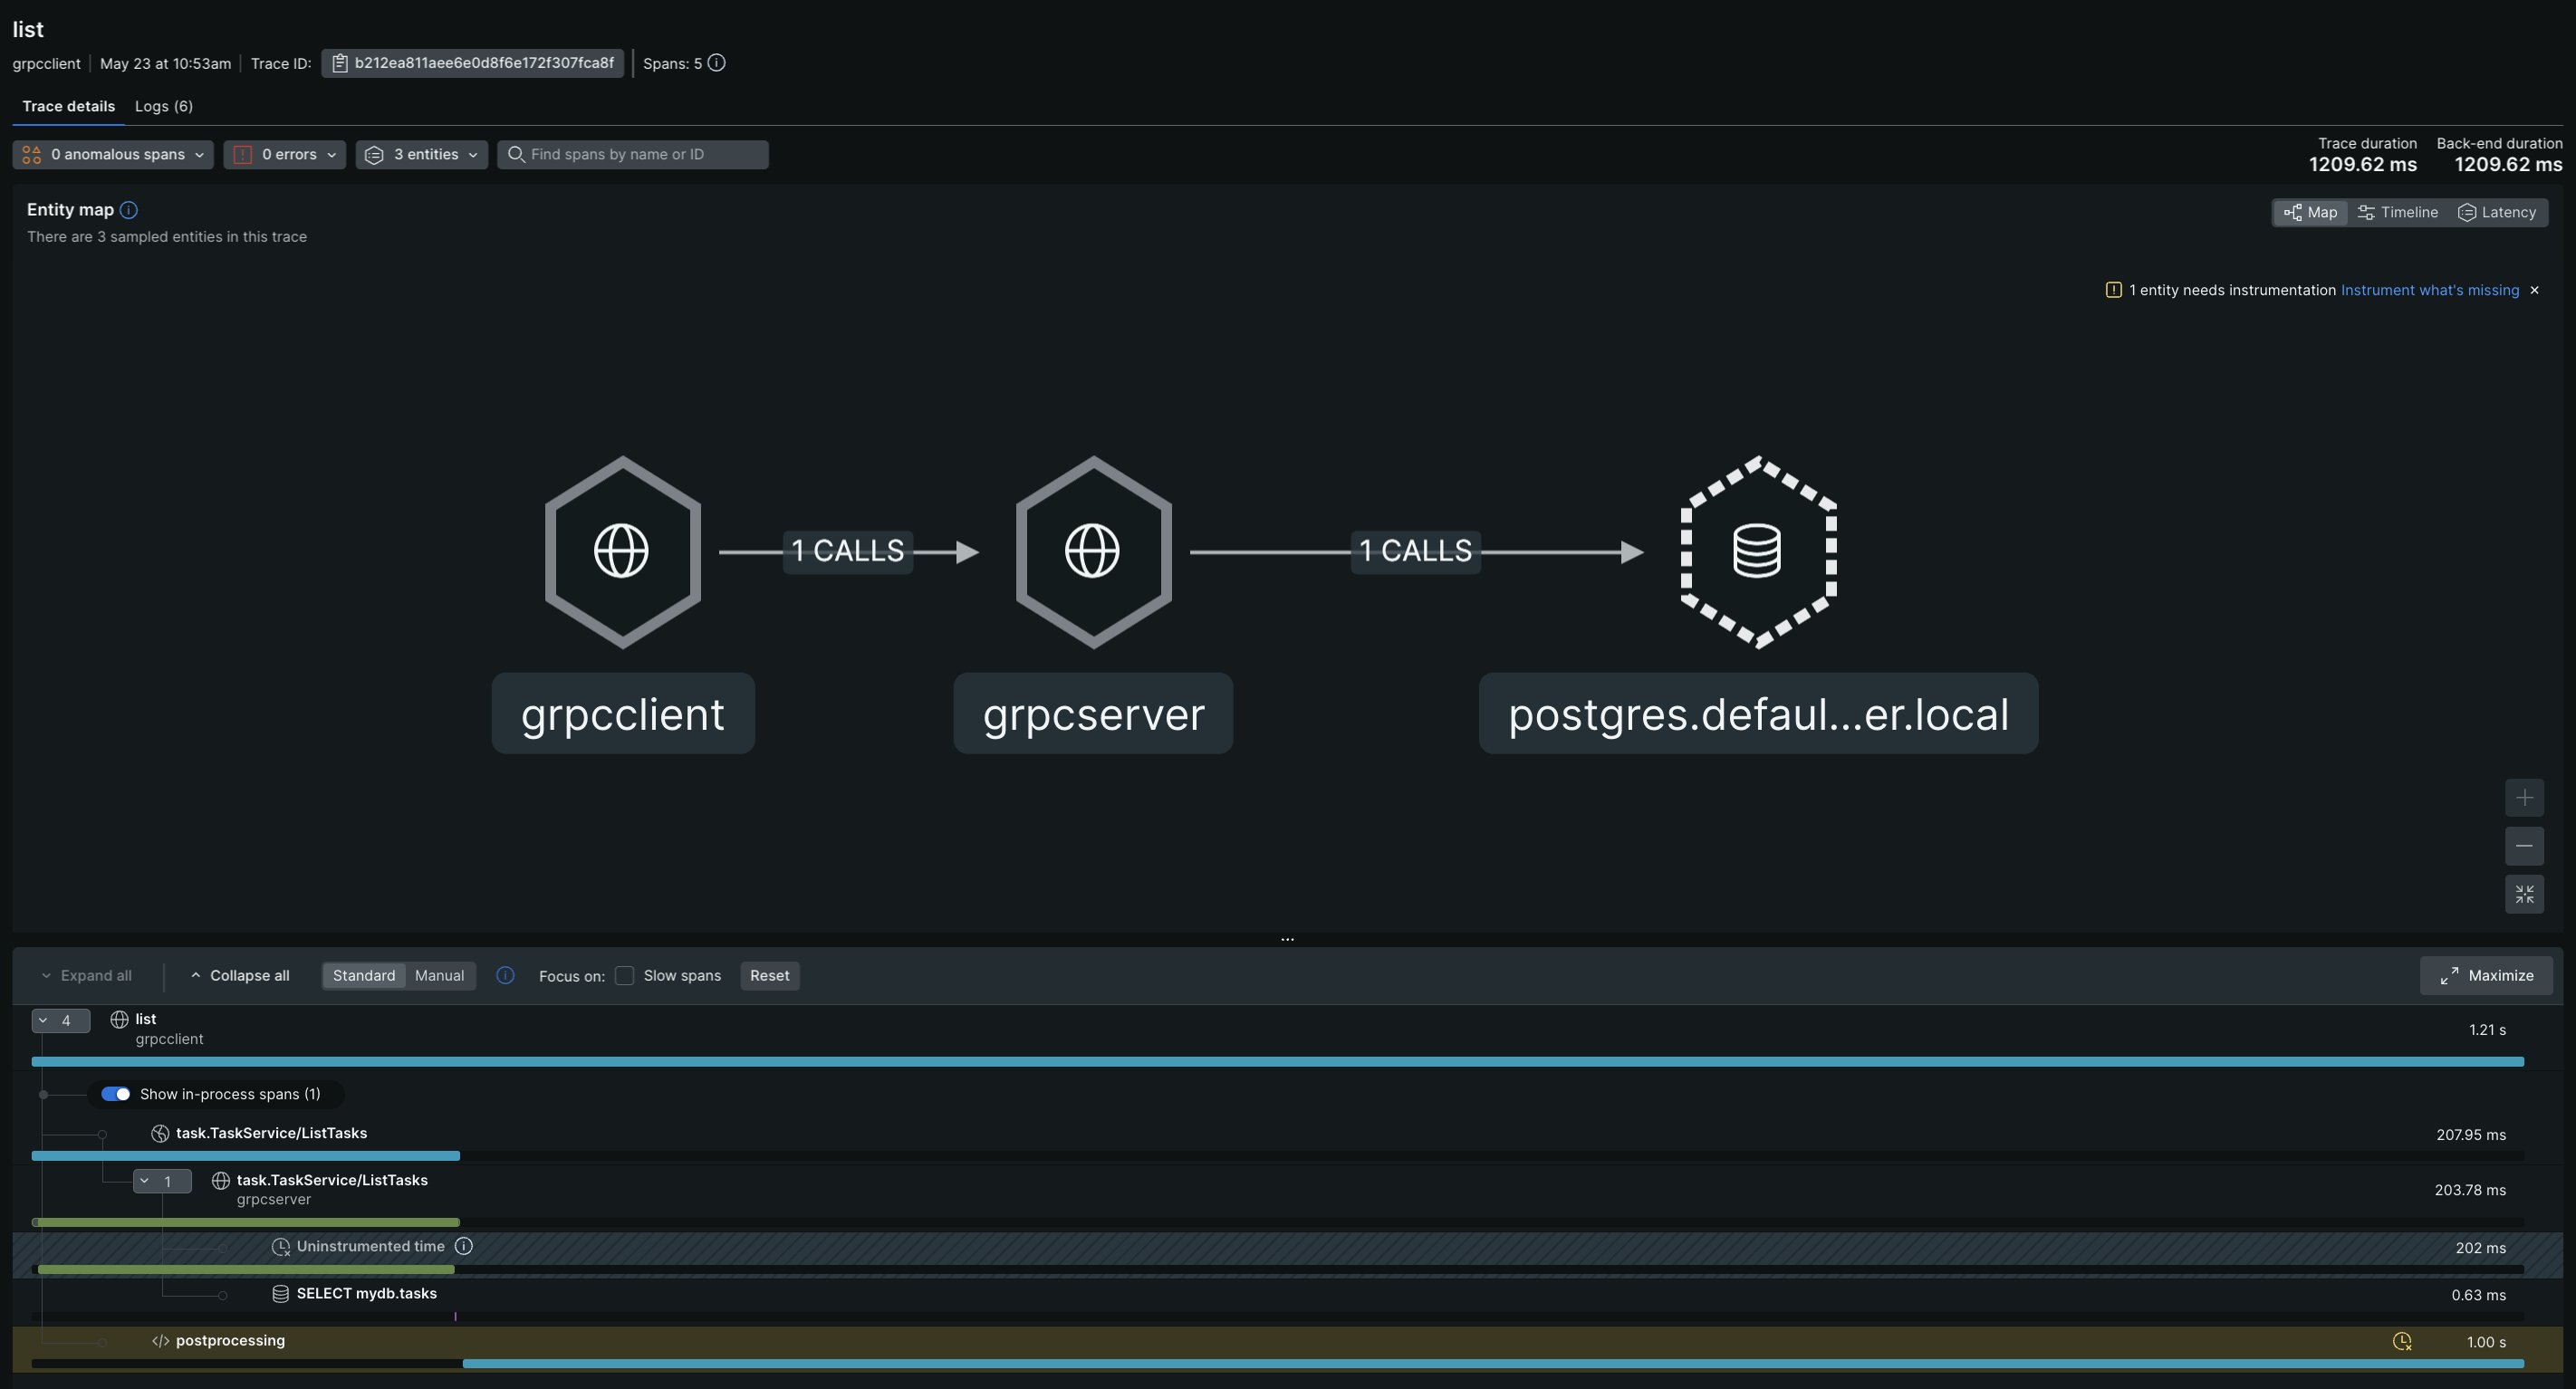 list
grpcclient | May 23 at 10:53am | Trace ID: b212ea811aee6e0d8f6e172f307fca8f | Spans: 5
Trace details Logs (6)
0 anomalous spans 0 errors 3 entities Find spans by name or ID
Trace duration Back-end duration
1209.62 ms 1209.62 ms
Entity map
There are 3 sampled entities in this trace
Map Timeline Latency
1 entity needs instrumentation Instrument what's missing ×
1 CALLS 1 CALLS
grpcclient grpcserver postgres.defaul...er.local
Expand all Collapse all Standard Manual Focus on: Slow spans Reset Maximize
4 list 1.21 s
grpcclient
Show in-process spans (1)
task.TaskService/ListTasks 207.95 ms
1 task.TaskService/ListTasks 203.78 ms
grpcserver
Uninstrumented time 202 ms
SELECT mydb.tasks 0.63 ms
postprocessing 1.00 s